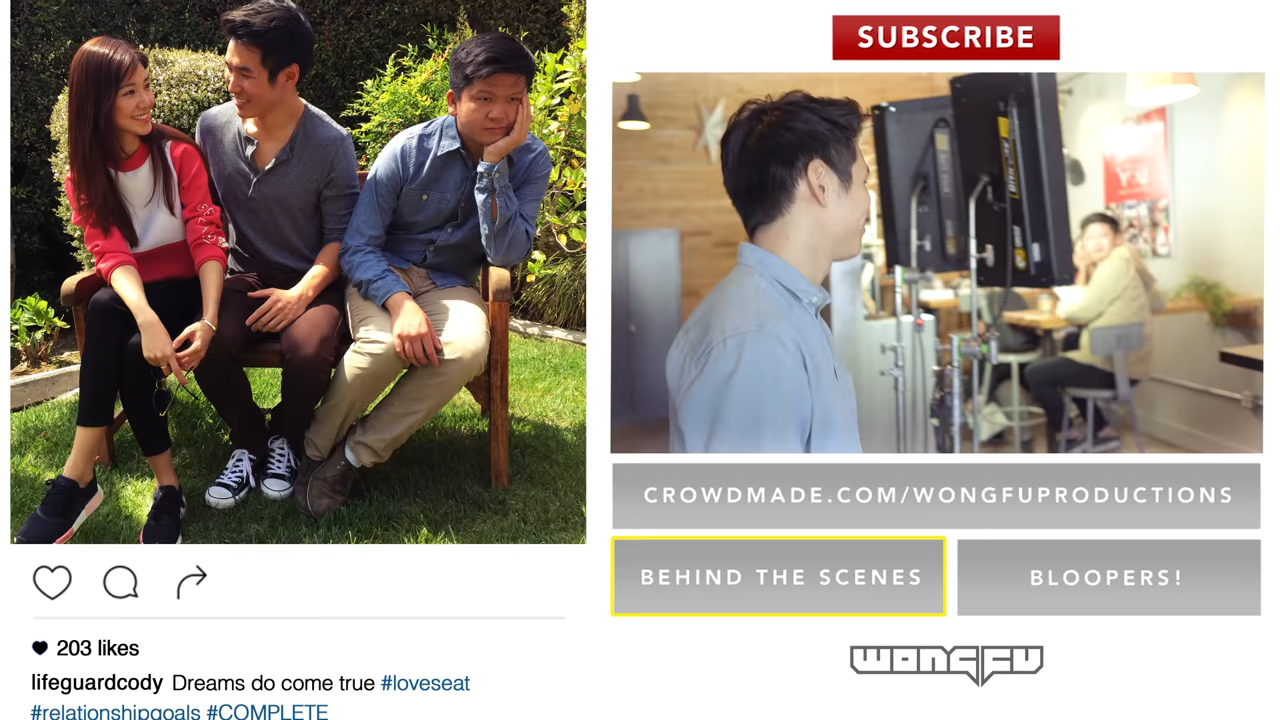 203 likes
lifeguardcody Dreams do come true #loveseat
#relationshipgoals #COMPLETE
SUBSCRIBE
CROWDMADE.COM/WONGFUPRODUCTIONS
BEHIND THE SCENES
BLOOPERS!
WONGFU